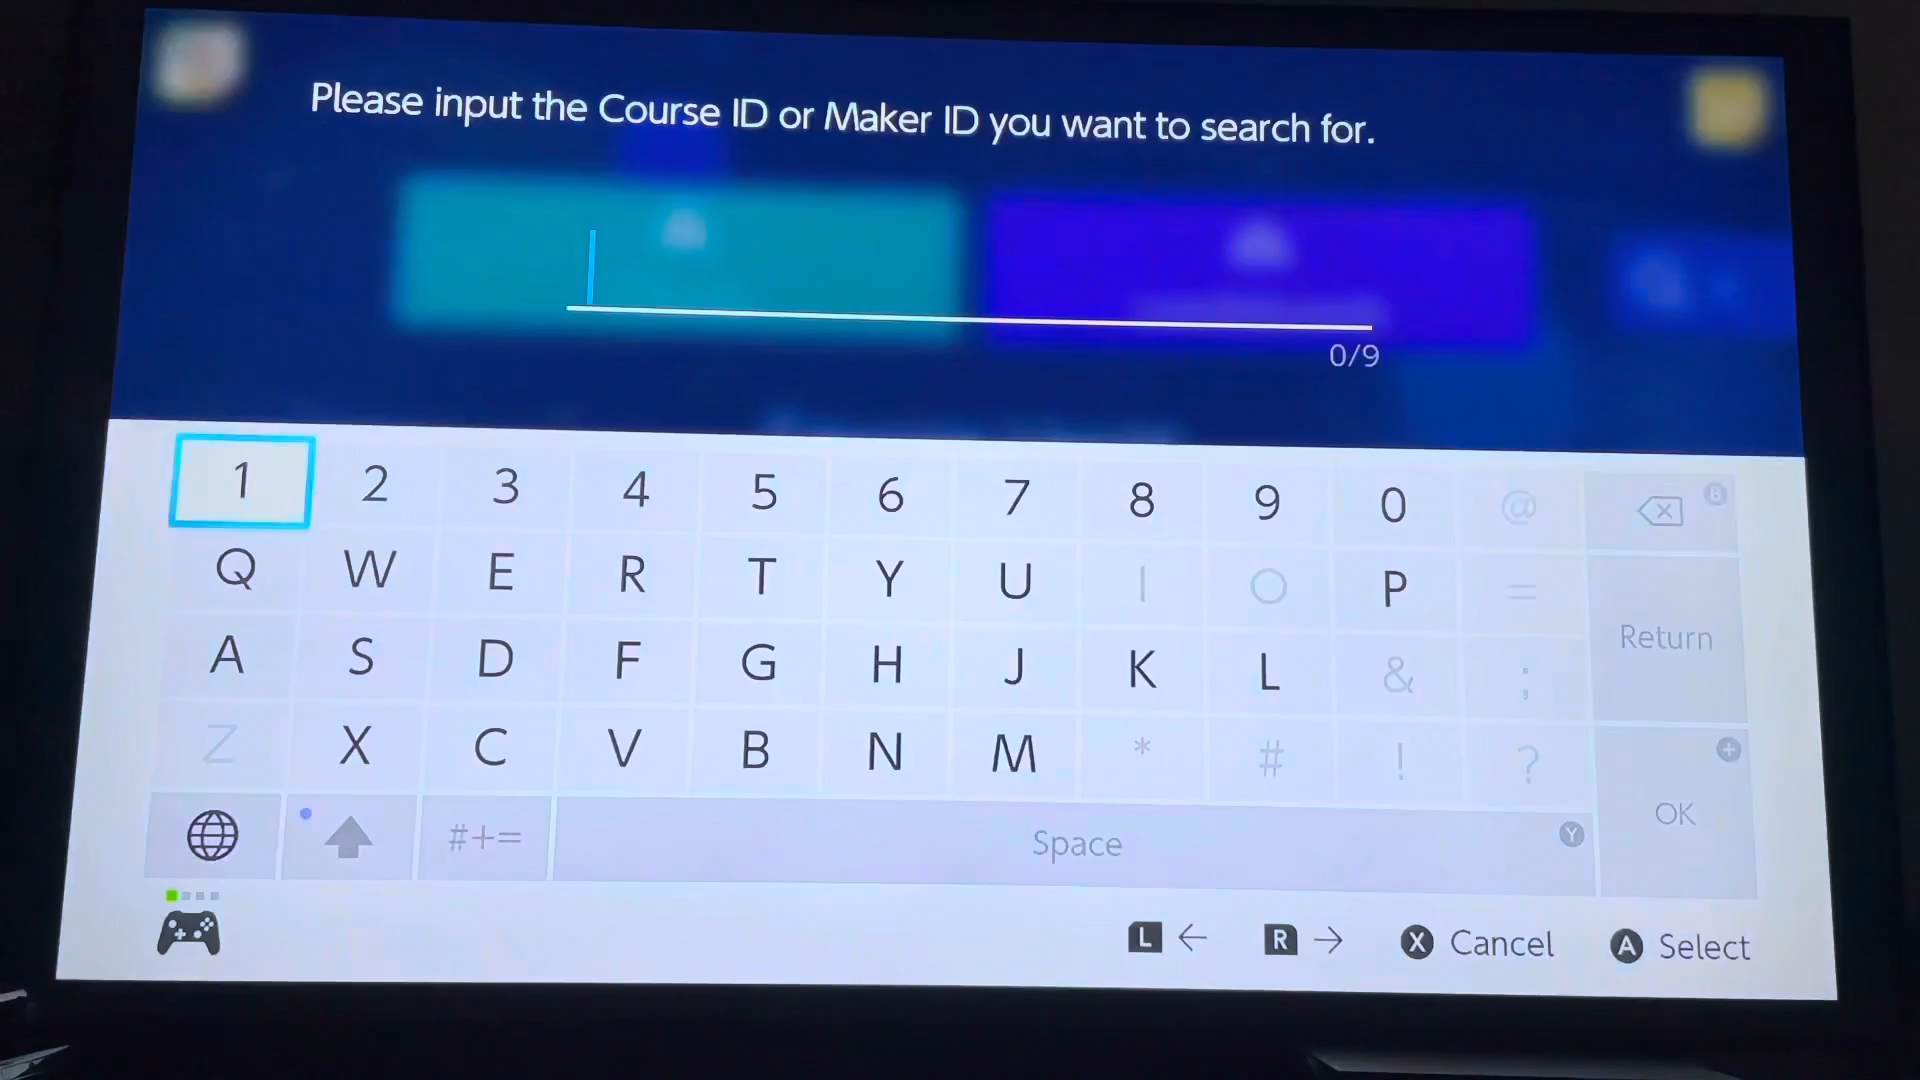 Please input the Course ID or Maker ID you want to search for.
0/9
1 2 3 4 5 6 7 8 9 0 @ B
Q W E R T Y U I O P =
Return
A S D F G H J K L & ;
Z X C V B N M * # ! ? +
OK
#+= Space Y
L ← R → X Cancel A Select